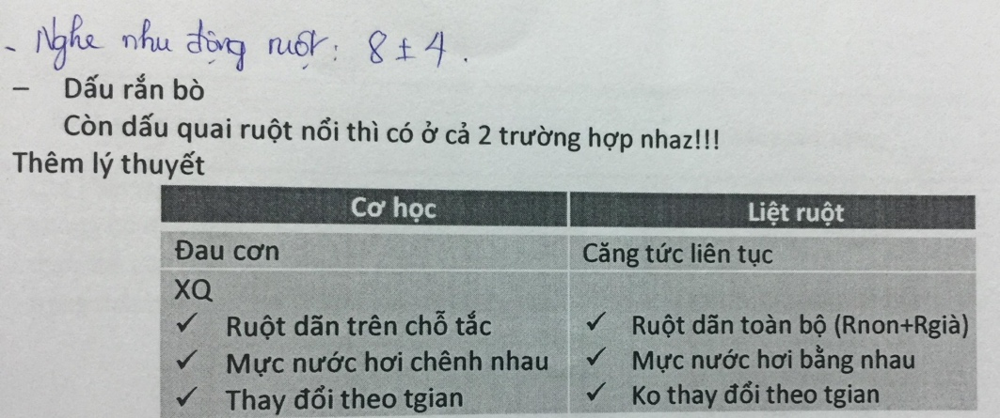 - Nghe nhu động ruột: 8 ± 4.
– Dấu rắn bò
Còn dấu quai ruột nổi thì có ở cả 2 trường hợp nhaz!!!
Thêm lý thuyết
Cơ học Liệt ruột
Đau cơn Căng tức liên tục
XQ
✓ Ruột dãn trên chỗ tắc ✓ Ruột dãn toàn bộ (Rnon+Rgià)
✓ Mực nước hơi chênh nhau ✓ Mực nước hơi bằng nhau
✓ Thay đổi theo tgian ✓ Ko thay đổi theo tgian